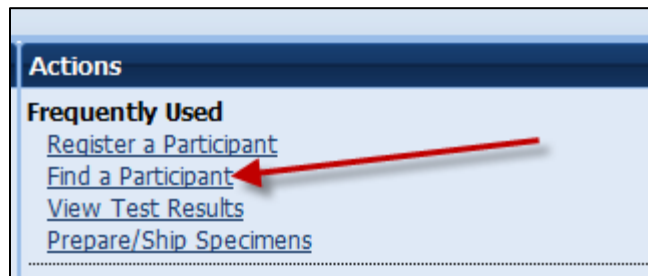 Actions
Frequently Used
Register a Participant
Find a Participant
View Test Results
Prepare/Ship Specimens